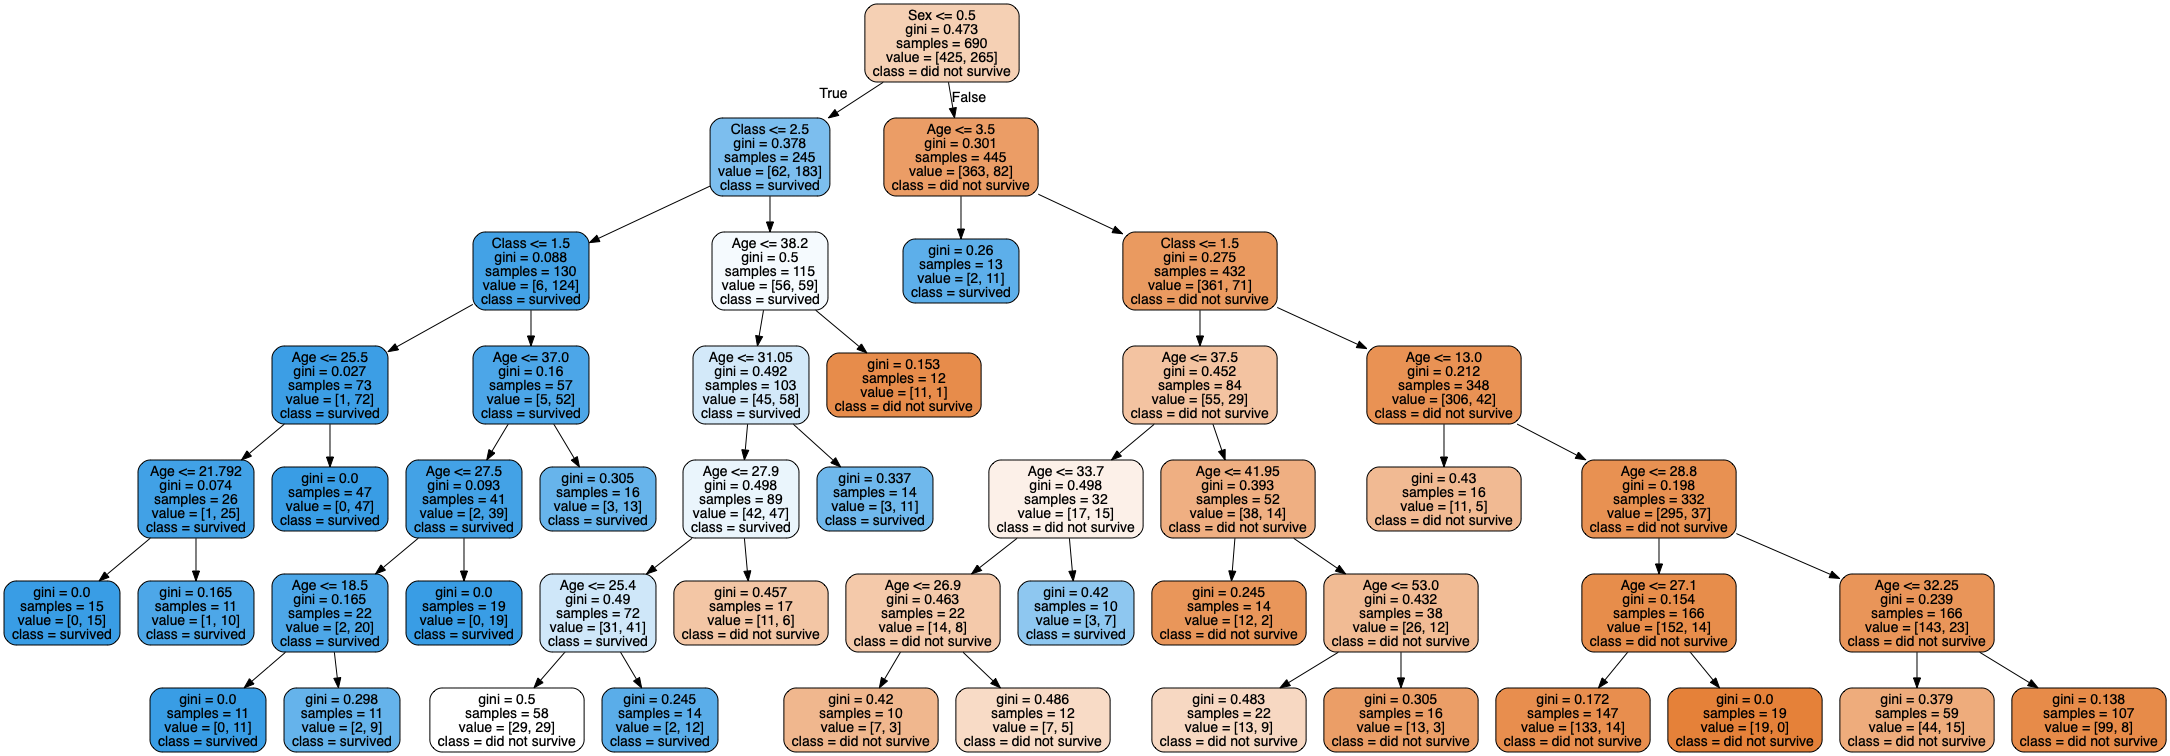 Sex <= 0.5
gini = 0.473
samples = 690
value = [425, 265]
class = did not survive
True
False
Class <= 2.5
gini = 0.378
samples = 245
value = [62, 183]
class = survived
Age <= 3.5
gini = 0.301
samples = 445
value = [363, 82]
class = did not survive
Class <= 1.5
gini = 0.088
samples = 130
value = [6, 124]
class = survived
Age <= 38.2
gini = 0.5
samples = 115
value = [56, 59]
class = survived
gini = 0.26
samples = 13
value = [2, 11]
class = survived
Class <= 1.5
gini = 0.275
samples = 432
value = [361, 71]
class = did not survive
Age <= 25.5
gini = 0.027
samples = 73
value = [1, 72]
class = survived
Age <= 37.0
gini = 0.16
samples = 57
value = [5, 52]
class = survived
Age <= 31.05
gini = 0.492
samples = 103
value = [45, 58]
class = survived
gini = 0.153
samples = 12
value = [11, 1]
class = did not survive
Age <= 37.5
gini = 0.452
samples = 84
value = [55, 29]
class = did not survive
Age <= 13.0
gini = 0.212
samples = 348
value = [306, 42]
class = did not survive
Age <= 21.792
gini = 0.074
samples = 26
value = [1, 25]
class = survived
gini = 0.0
samples = 47
value = [0, 47]
class = survived
Age <= 27.5
gini = 0.093
samples = 41
value = [2, 39]
class = survived
gini = 0.305
samples = 16
value = [3, 13]
class = survived
Age <= 27.9
gini = 0.498
samples = 89
value = [42, 47]
class = survived
gini = 0.337
samples = 14
value = [3, 11]
class = survived
Age <= 33.7
gini = 0.498
samples = 32
value = [17, 15]
class = did not survive
Age <= 41.95
gini = 0.393
samples = 52
value = [38, 14]
class = did not survive
gini = 0.43
samples = 16
value = [11, 5]
class = did not survive
Age <= 28.8
gini = 0.198
samples = 332
value = [295, 37]
class = did not survive
gini = 0.0
samples = 15
value = [0, 15]
class = survived
gini = 0.165
samples = 11
value = [1, 10]
class = survived
Age <= 18.5
gini = 0.165
samples = 22
value = [2, 20]
class = survived
gini = 0.0
samples = 19
value = [0, 19]
class = survived
Age <= 25.4
gini = 0.49
samples = 72
value = [31, 41]
class = survived
gini = 0.457
samples = 17
value = [11, 6]
class = did not survive
Age <= 26.9
gini = 0.463
samples = 22
value = [14, 8]
class = did not survive
gini = 0.42
samples = 10
value = [3, 7]
class = survived
gini = 0.245
samples = 14
value = [12, 2]
class = did not survive
Age <= 53.0
gini = 0.432
samples = 38
value = [26, 12]
class = did not survive
Age <= 27.1
gini = 0.154
samples = 166
value = [152, 14]
class = did not survive
Age <= 32.25
gini = 0.239
samples = 166
value = [143, 23]
class = did not survive
gini = 0.0
samples = 11
value = [0, 11]
class = survived
gini = 0.298
samples = 11
value = [2, 9]
class = survived
gini = 0.5
samples = 58
value = [29, 29]
class = did not survive
gini = 0.245
samples = 14
value = [2, 12]
class = survived
gini = 0.42
samples = 10
value = [7, 3]
class = did not survive
gini = 0.486
samples = 12
value = [7, 5]
class = did not survive
gini = 0.483
samples = 22
value = [13, 9]
class = did not survive
gini = 0.305
samples = 16
value = [13, 3]
class = did not survive
gini = 0.172
samples = 147
value = [133, 14]
class = did not survive
gini = 0.0
samples = 19
value = [19, 0]
class = did not survive
gini = 0.379
samples = 59
value = [44, 15]
class = did not survive
gini = 0.138
samples = 107
value = [99, 8]
class = did not survive